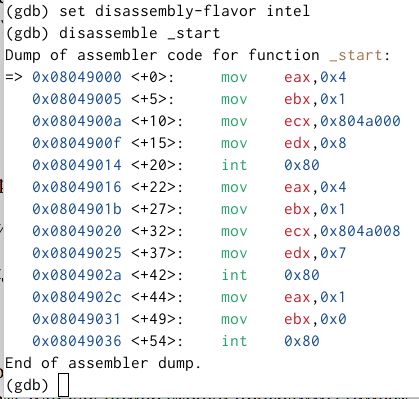 (gdb) set disassembly-flavor intel
(gdb) disassemble _start
Dump of assembler code for function _start:
=> 0x08049000 <+0>:     mov    eax,0x4
   0x08049005 <+5>:     mov    ebx,0x1
   0x0804900a <+10>:    mov    ecx,0x804a000
   0x0804900f <+15>:    mov    edx,0x8
   0x08049014 <+20>:    int    0x80
   0x08049016 <+22>:    mov    eax,0x4
   0x0804901b <+27>:    mov    ebx,0x1
   0x08049020 <+32>:    mov    ecx,0x804a008
   0x08049025 <+37>:    mov    edx,0x7
   0x0804902a <+42>:    int    0x80
   0x0804902c <+44>:    mov    eax,0x1
   0x08049031 <+49>:    mov    ebx,0x0
   0x08049036 <+54>:    int    0x80
End of assembler dump.
(gdb)